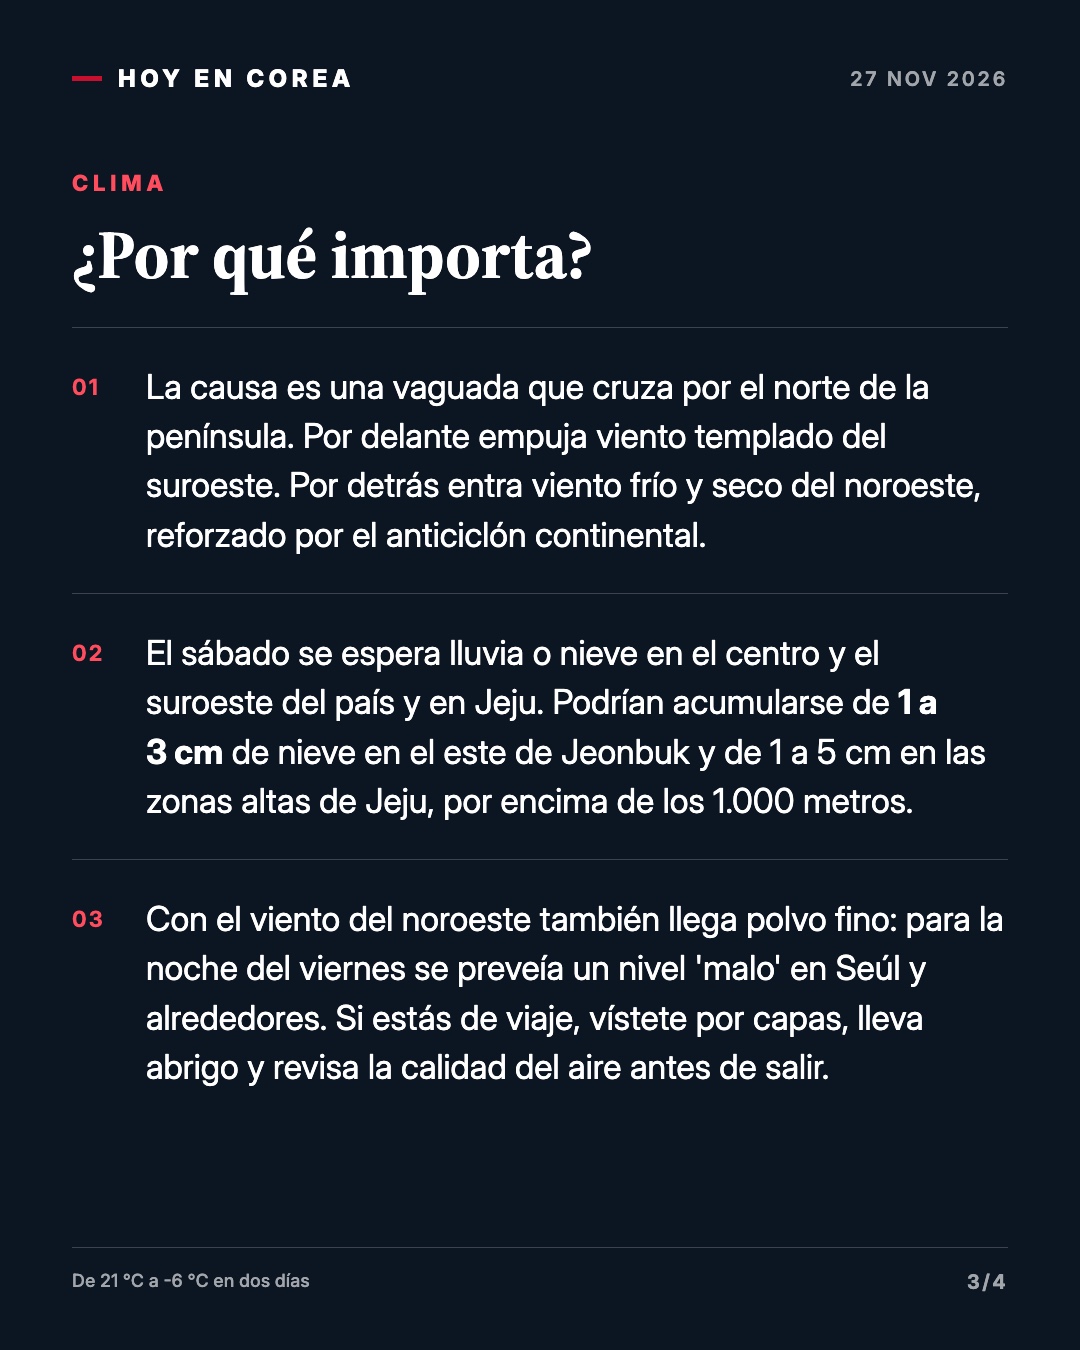 HOY EN COREA
27 NOV 2026
CLIMA
¿Por qué importa?
01
La causa es una vaguada que cruza por el norte de la
península. Por delante empuja viento templado del
suroeste. Por detrás entra viento frío y seco del noroeste,
reforzado por el anticiclón continental.
02
El sábado se espera lluvia o nieve en el centro y el
suroeste del país y en Jeju. Podrían acumularse de 1 a
3 cm de nieve en el este de Jeonbuk y de 1 a 5 cm en las
zonas altas de Jeju, por encima de los 1.000 metros.
03
Con el viento del noroeste también llega polvo fino: para la
noche del viernes se preveía un nivel 'malo' en Seúl y
alrededores. Si estás de viaje, vístete por capas, lleva
abrigo y revisa la calidad del aire antes de salir.
De 21 °C a -6 °C en dos días
3/4